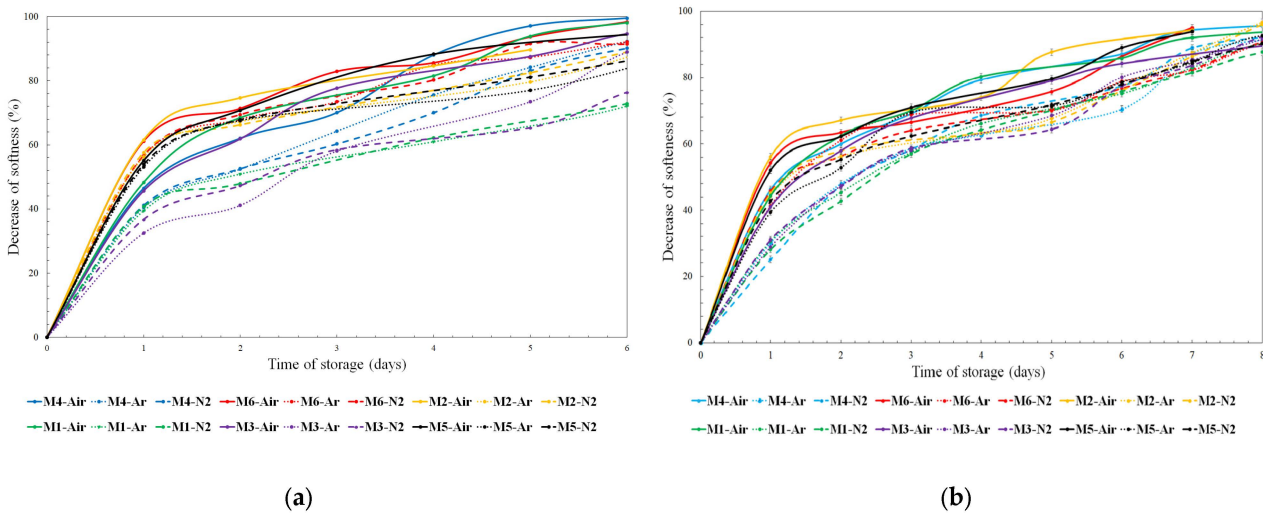 100
80
60
40
20
0
Decrease of softness (%)
0 1 2 3 4 5 6
Time of storage (days)
M4-Air M4-Ar M4-N2 M6-Air M6-Ar M6-N2 M2-Air M2-Ar M2-N2
M1-Air M1-Ar M1-N2 M3-Air M3-Ar M3-N2 M5-Air M5-Ar M5-N2
(a)
100
80
60
40
20
0
Decrease of softeness (%)
0 1 2 3 4 5 6 7 8
Time of storage (days)
M4-Air M4-Ar M4-N2 M6-Air M6-Ar M6-N2 M2-Air M2-Ar M2-N2
M1-Air M1-Ar M1-N2 M3-Air M3-Ar M3-N2 M5-Air M5-Ar M5-N2
(b)